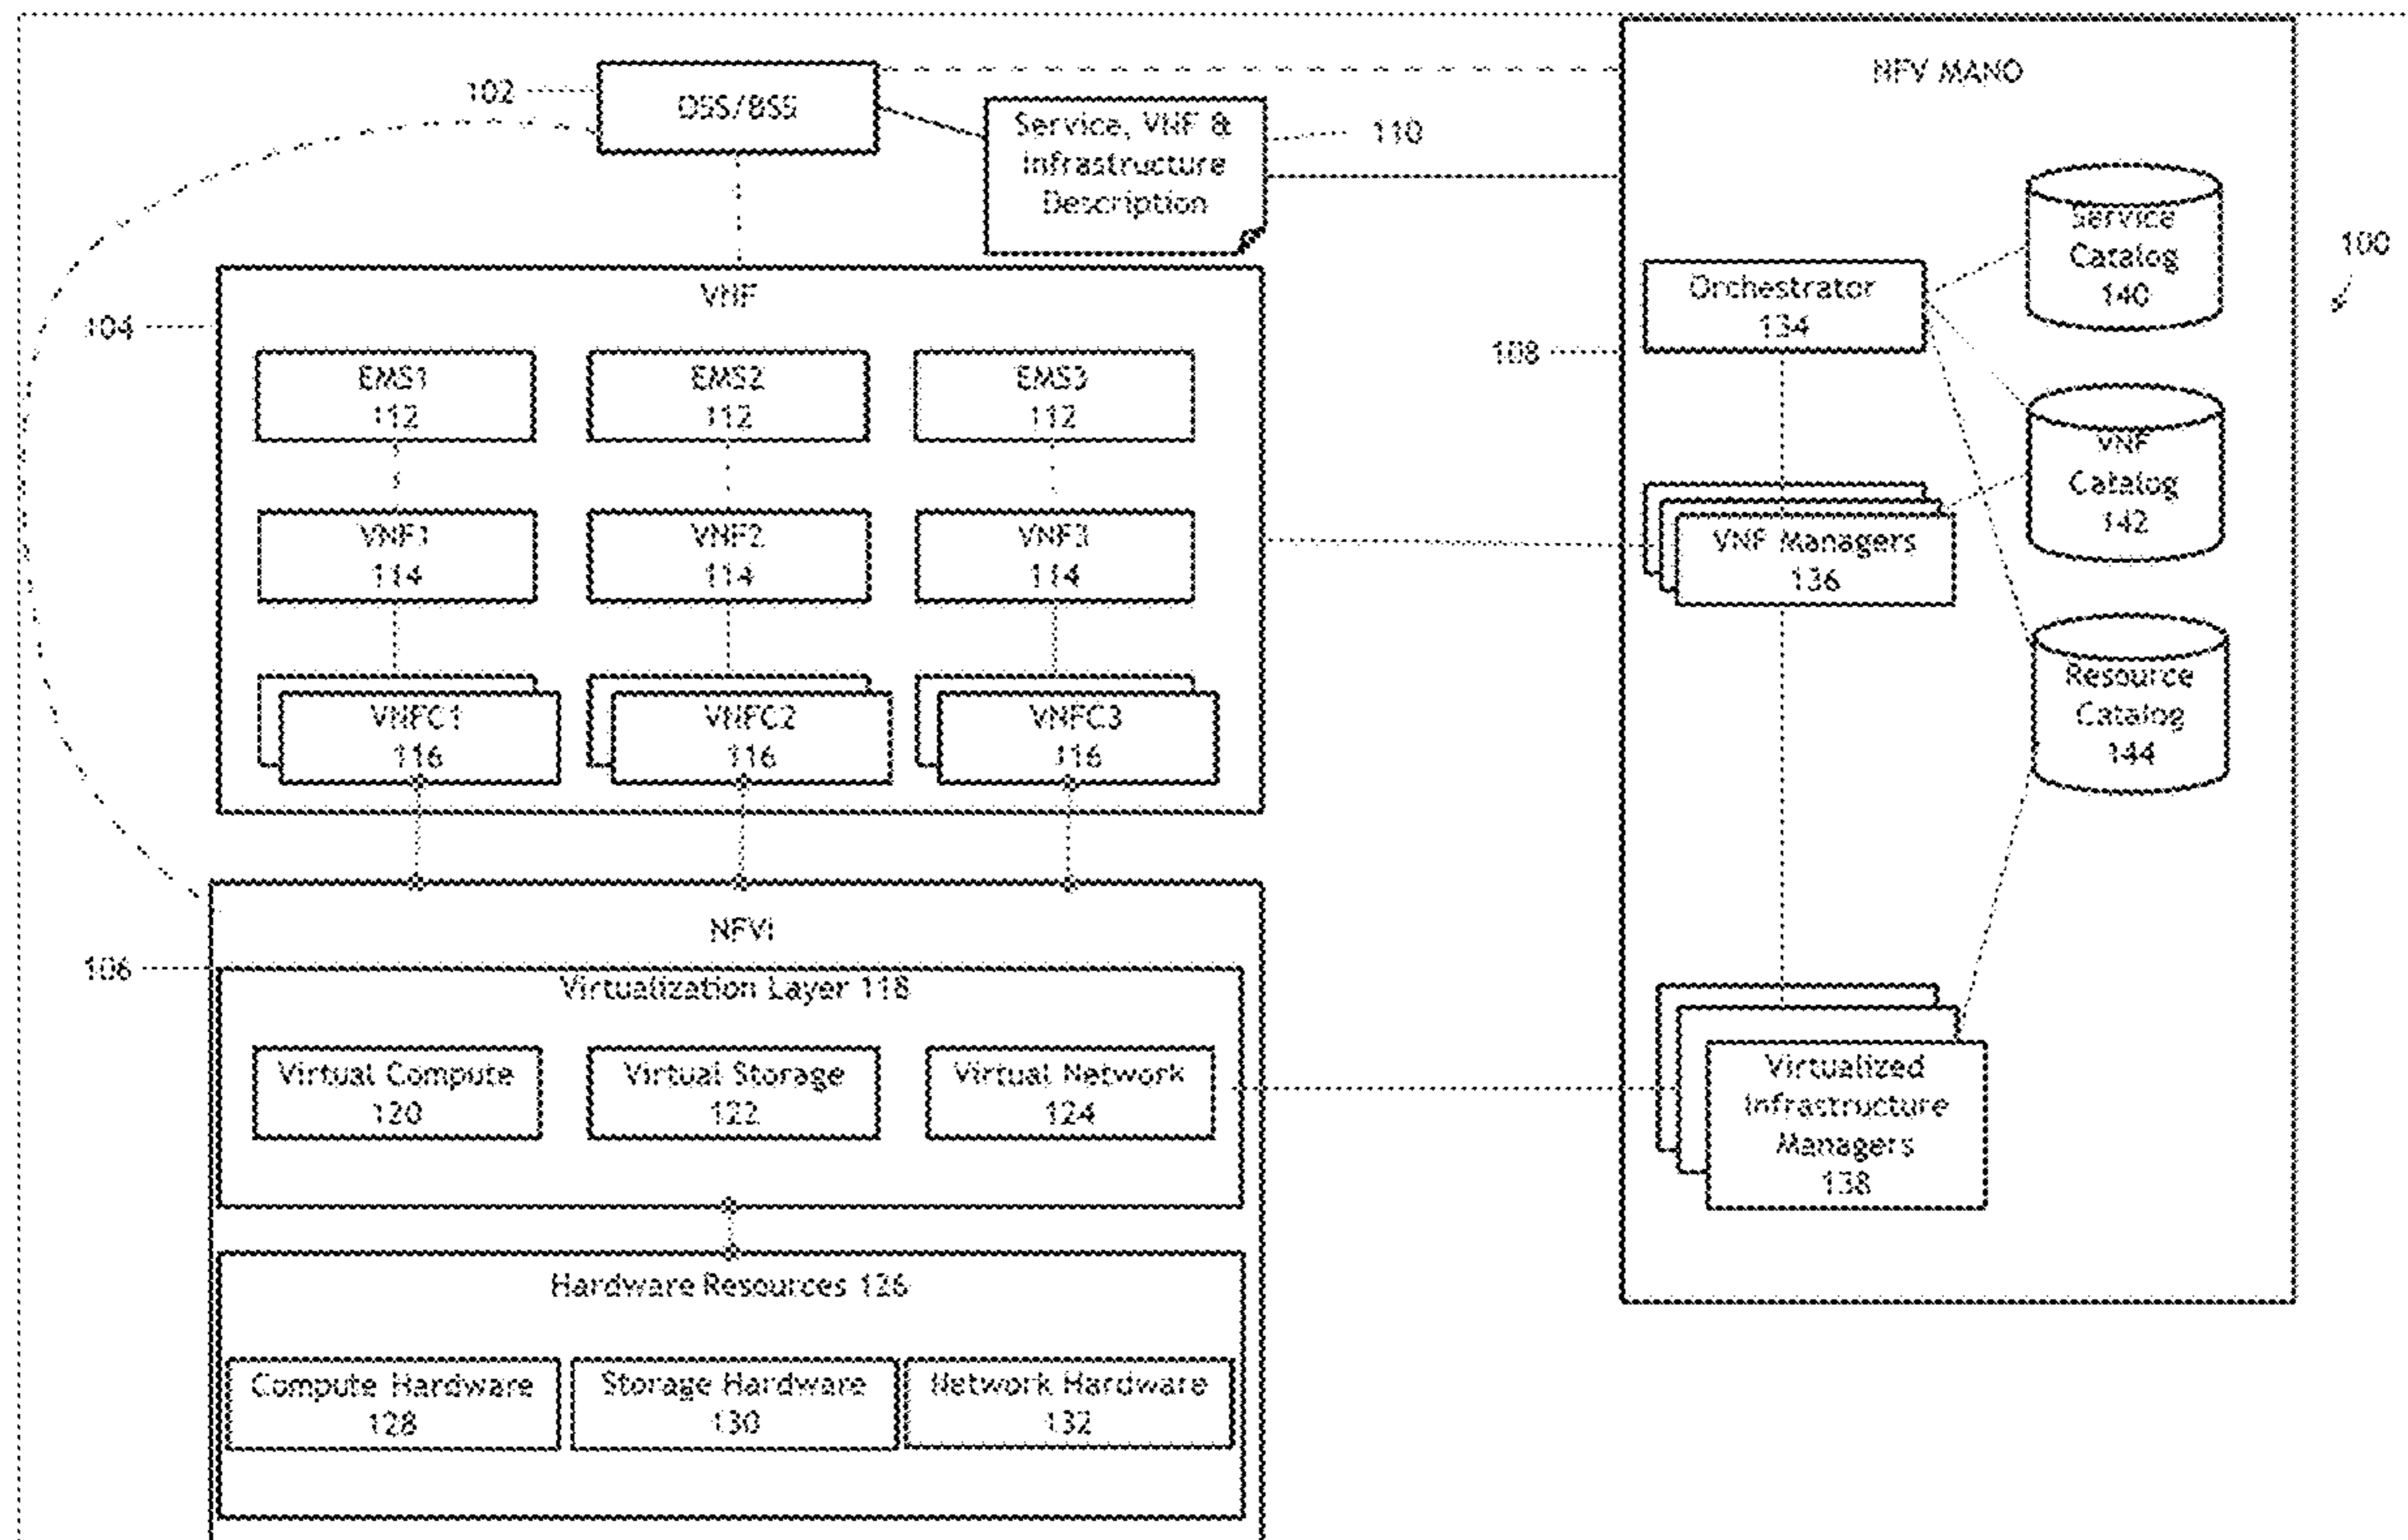 NFV MANO
102
OSS/BSS
Service, VNF &
Infrastructure
Description
110
Service
Catalog
140
100
VNF
104
Orchestrator
134
108
EMS1
112
EMS2
112
EMS3
112
VNF
Catalog
142
VNF1
114
VNF2
114
VNF3
114
VNF Managers
136
Resource
Catalog
144
VNFC1
116
VNFC2
116
VNFC3
116
NFVI
106
Virtualization Layer 118
Virtual Compute
120
Virtual Storage
122
Virtual Network
124
Virtualized
Infrastructure
Managers
138
Hardware Resources 126
Compute Hardware
128
Storage Hardware
130
Network Hardware
132